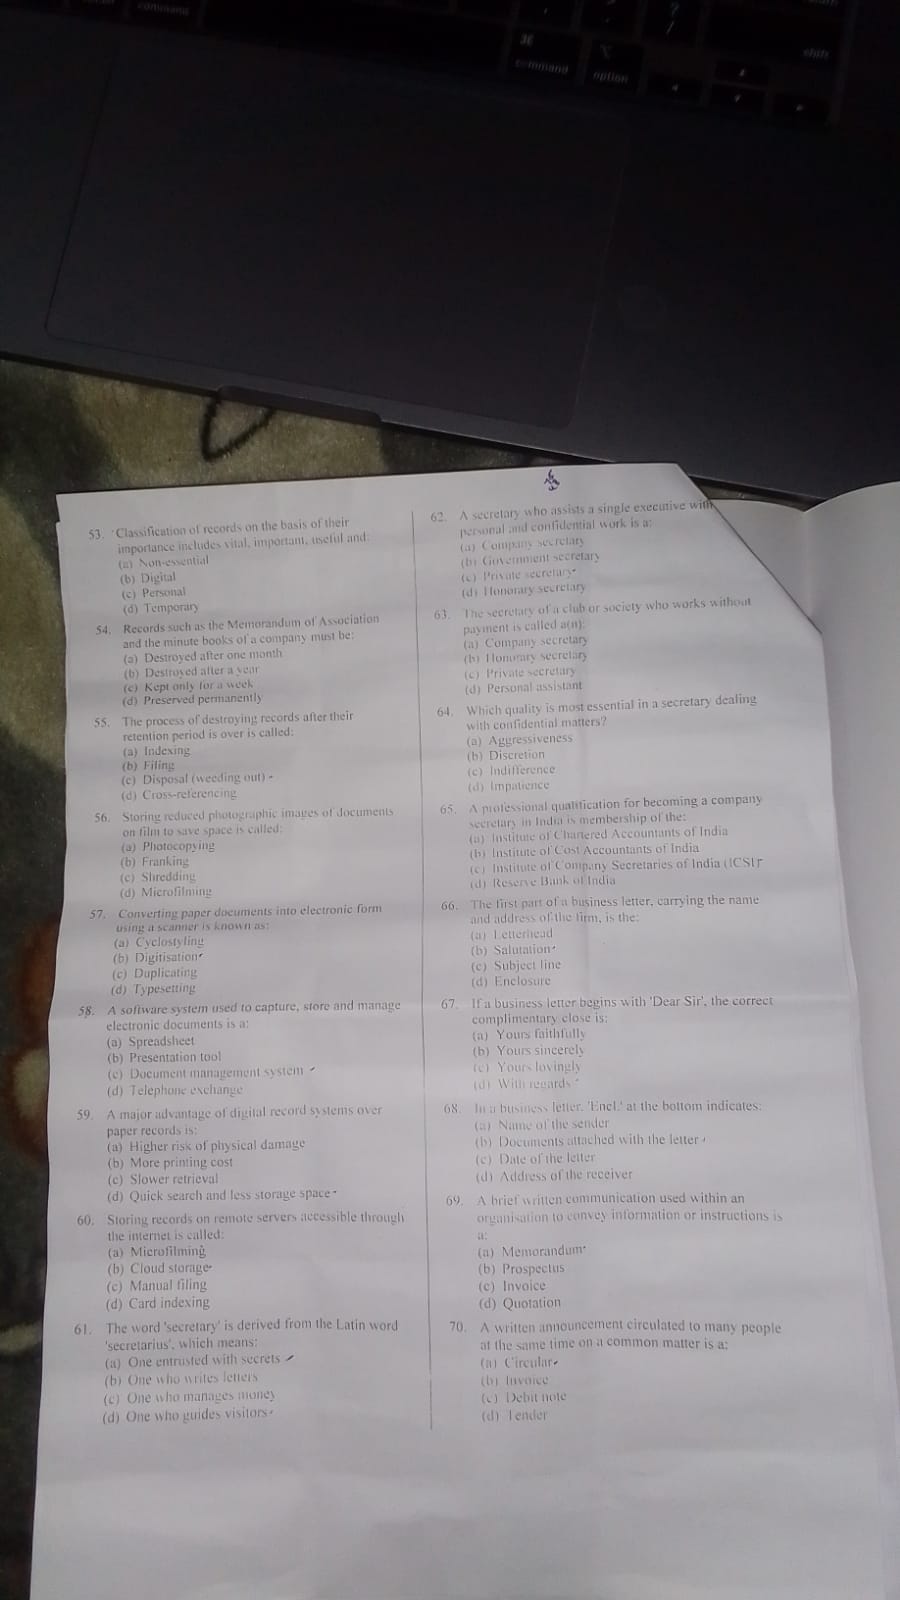 command
⌘
command
option
?
/
shift
53. Classification of records on the basis of their
importance includes vital, important, useful and:
(a) Non-essential
(b) Digital
(c) Personal
(d) Temporary
54. Records such as the Memorandum of Association
and the minute books of a company must be:
(a) Destroyed after one month
(b) Destroyed after a year
(c) Kept only for a week
(d) Preserved permanently
55. The process of destroying records after their
retention period is over is called:
(a) Indexing
(b) Filing
(c) Disposal (weeding out)
(d) Cross-referencing
56. Storing reduced photographic images of documents
on film to save space is called:
(a) Photocopying
(b) Franking
(c) Shredding
(d) Microfilming
57. Converting paper documents into electronic form
using a scanner is known as:
(a) Cyclostyling
(b) Digitisation
(c) Duplicating
(d) Typesetting
58. A software system used to capture, store and manage
electronic documents is a:
(a) Spreadsheet
(b) Presentation tool
(c) Document management system
(d) Telephone exchange
59. A major advantage of digital record systems over
paper records is:
(a) Higher risk of physical damage
(b) More printing cost
(c) Slower retrieval
(d) Quick search and less storage space
60. Storing records on remote servers accessible through
the internet is called:
(a) Microfilming
(b) Cloud storage
(c) Manual filing
(d) Card indexing
61. The word 'secretary' is derived from the Latin word
'secretarius', which means:
(a) One entrusted with secrets
(b) One who writes letters
(c) One who manages money
(d) One who guides visitors
62. A secretary who assists a single executive with
personal and confidential work is a:
(a) Company secretary
(b) Government secretary
(c) Private secretary
(d) Honorary secretary
63. The secretary of a club or society who works without
payment is called a(n):
(a) Company secretary
(b) Honorary secretary
(c) Private secretary
(d) Personal assistant
64. Which quality is most essential in a secretary dealing
with confidential matters?
(a) Aggressiveness
(b) Discretion
(c) Indifference
(d) Impatience
65. A professional qualification for becoming a company
secretary in India is membership of the:
(a) Institute of Chartered Accountants of India
(b) Institute of Cost Accountants of India
(c) Institute of Company Secretaries of India (ICSI)
(d) Reserve Bank of India
66. The first part of a business letter, carrying the name
and address of the firm, is the:
(a) Letterhead
(b) Salutation
(c) Subject line
(d) Enclosure
67. If a business letter begins with 'Dear Sir', the correct
complimentary close is:
(a) Yours faithfully
(b) Yours sincerely
(c) Yours lovingly
(d) With regards
68. In a business letter, 'Encl.' at the bottom indicates:
(a) Name of the sender
(b) Documents attached with the letter
(c) Date of the letter
(d) Address of the receiver
69. A brief written communication used within an
organisation to convey information or instructions is
a:
(a) Memorandum
(b) Prospectus
(c) Invoice
(d) Quotation
70. A written announcement circulated to many people
at the same time on a common matter is a:
(a) Circular
(b) Invoice
(c) Debit note
(d) Tender